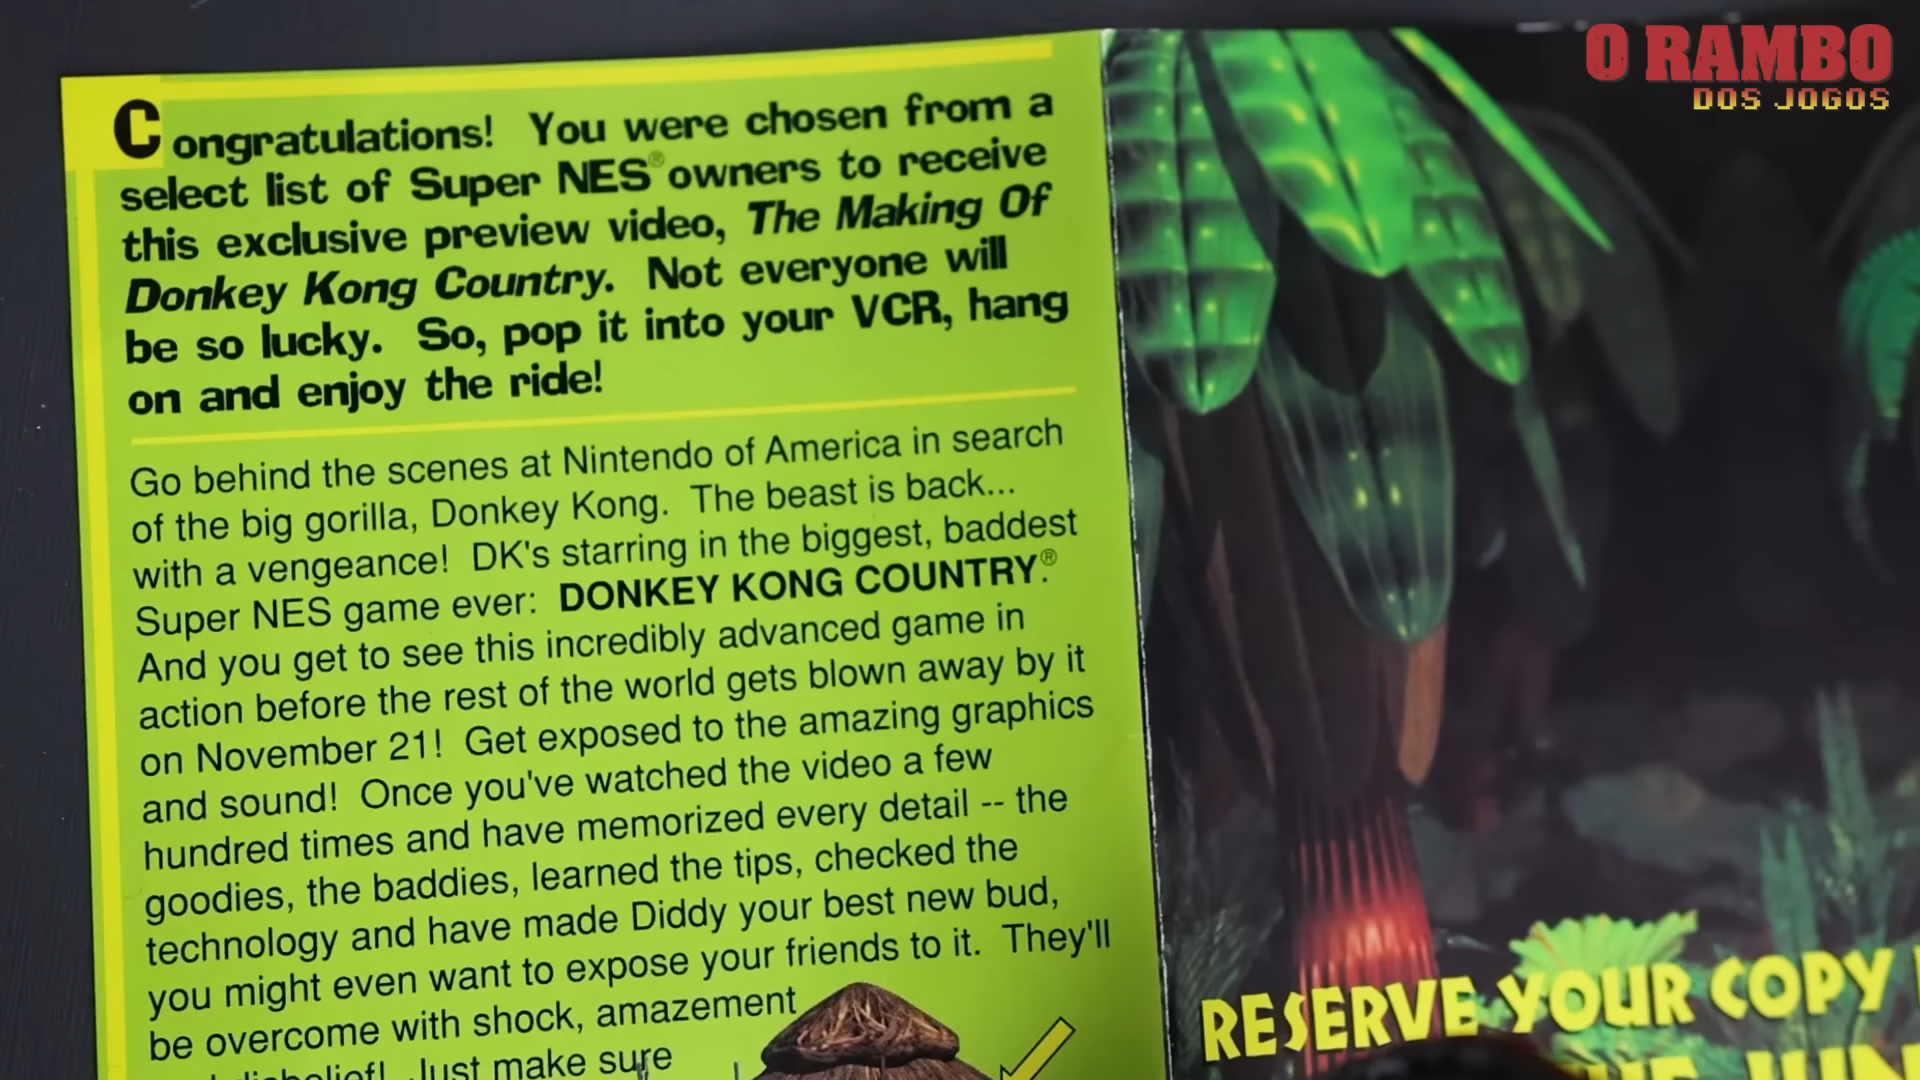 O RAMBO
DOS JOGOS
Congratulations! You were chosen from a
select list of Super NES® owners to receive
this exclusive preview video, The Making Of
Donkey Kong Country. Not everyone will
be so lucky. So, pop it into your VCR, hang
on and enjoy the ride!
Go behind the scenes at Nintendo of America in search
of the big gorilla, Donkey Kong. The beast is back...
with a vengeance! DK's starring in the biggest, baddest
Super NES game ever: DONKEY KONG COUNTRY.®
And you get to see this incredibly advanced game in
action before the rest of the world gets blown away by it
on November 21! Get exposed to the amazing graphics
and sound! Once you've watched the video a few
hundred times and have memorized every detail -- the
goodies, the baddies, learned the tips, checked the
technology and have made Diddy your best new bud,
you might even want to expose your friends to it. They'll
be overcome with shock, amazement
disbelief! Just make sure
RESERVE YOUR COPY
THE